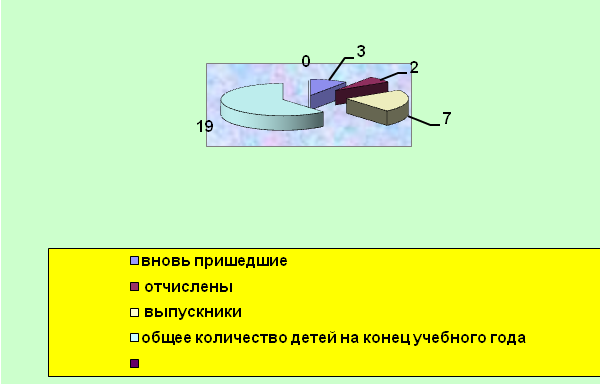 0
3
2
7
19
вновь пришедшие
отчислены
выпускники
общее количество детей на конец учебного года